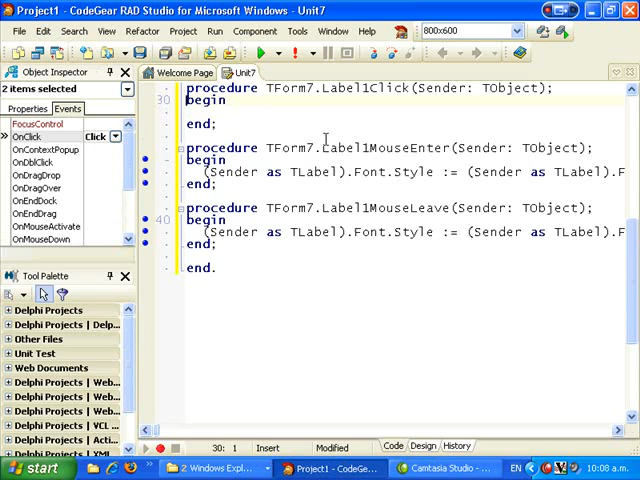 Project1 - CodeGear RAD Studio for Microsoft Windows - Unit7
File Edit Search View Refactor Project Run Component Tools Window Help
800x600
Object Inspector
2 items selected
Properties Events
FocusControl
OnClick Click
OnContextPopup
OnDblClick
OnDragDrop
OnDragOver
OnEndDock
OnEndDrag
OnMouseActivate
OnMouseDown
Tool Palette
Delphi Projects
Delphi Projects | Delp...
Other Files
Unit Test
Web Documents
Delphi Projects | Web...
Delphi Projects | Web...
Delphi Projects | VCL ...
Delphi Projects | Acti...
Delphi Projects | XML
Welcome Page Unit7
procedure TForm7.Label1Click(Sender: TObject);
30 begin
end;
procedure TForm7.Label1MouseEnter(Sender: TObject);
begin
(Sender as TLabel).Font.Style := (Sender as TLabel).F
end;
procedure TForm7.Label1MouseLeave(Sender: TObject);
40 begin
(Sender as TLabel).Font.Style := (Sender as TLabel).F
end;
end.
30: 1 Insert Modified Code Design History
start 2 Windows Expl... Project1 - CodeGe... Camtasia Studio - ... EN 10:08 a.m.